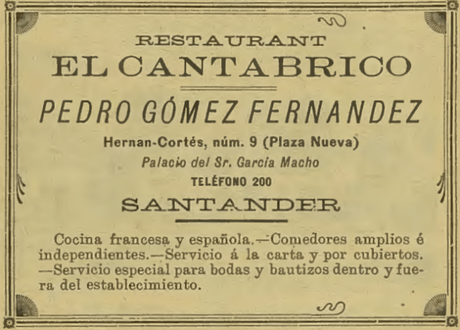 RESTAURANT
EL CANTABRICO
PEDRO GÓMEZ FERNANDEZ
Hernan-Cortés, núm. 9 (Plaza Nueva)
Palacio del Sr. García Macho
TELÉFONO 200
SANTANDER
Cocina francesa y española.—Comedores amplios é
independientes.—Servicio á la carta y por cubiertos.
—Servicio especial para bodas y bautizos dentro y fue-
ra del establecimiento.